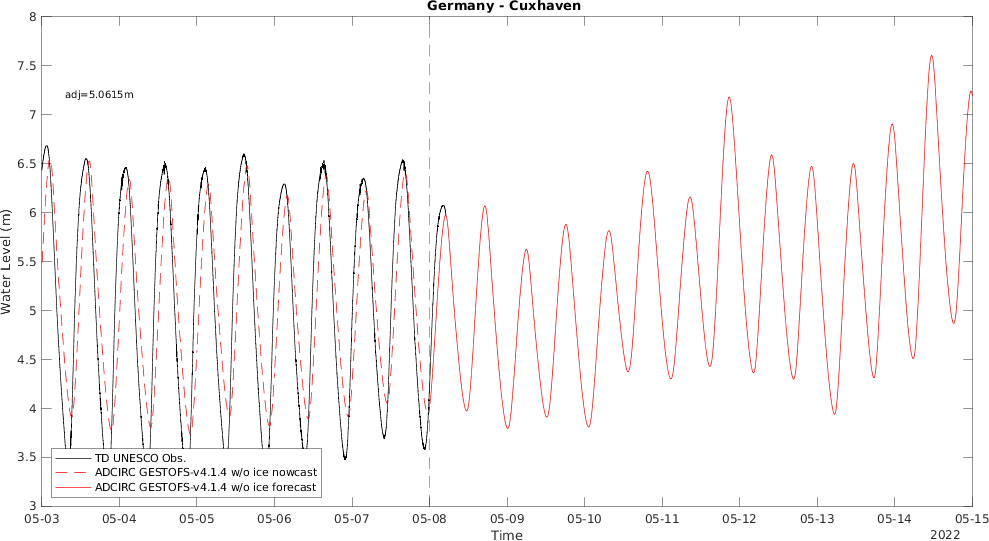 Germany - Cuxhaven
8
7.5
adj=5.0615m
7
6.5
6
5.5
5
4.5
4
3.5
3
Water Level (m)
TD UNESCO Obs.
ADCIRC GESTOFS-v4.1.4 w/o ice nowcast
ADCIRC GESTOFS-v4.1.4 w/o ice forecast
05-03 05-04 05-05 05-06 05-07 05-08 05-09 05-10 05-11 05-12 05-13 05-14 05-15
Time
2022